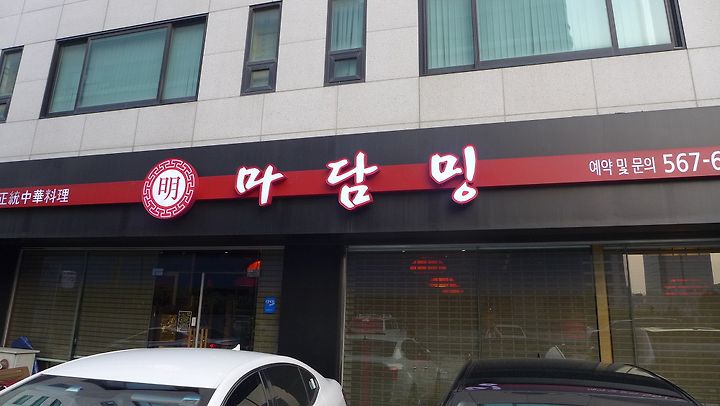 正統中華料理
明
마담밍
예약 및 문의 567-6